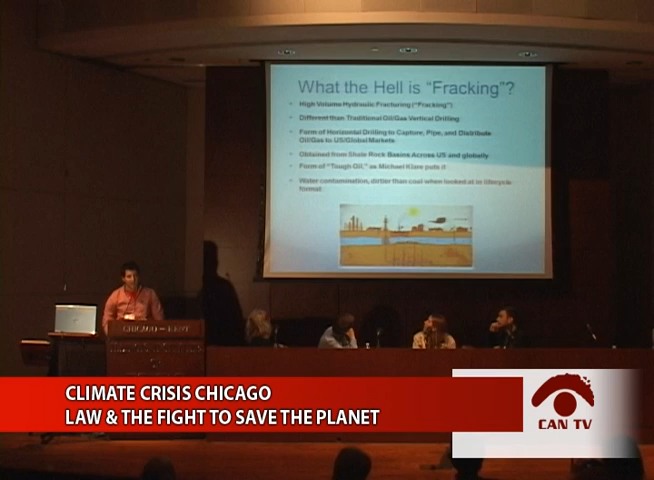 What the Hell is "Fracking"?
• High Volume Hydraulic Fracturing ("Fracking")
• Different than Traditional Oil/Gas Vertical Drilling
• Form of Horizontal Drilling to Capture, Pipe, and Distribute
Oil/Gas to US/Global Markets
• Obtained from Shale Rock Basins Across US and globally
• Form of "Tough Oil," as Michael Klare puts it
• Water contamination, dirtier than coal when looked at in lifecycle
format
CHICAGO – KENT
CLIMATE CRISIS CHICAGO
LAW & THE FIGHT TO SAVE THE PLANET
CAN TV